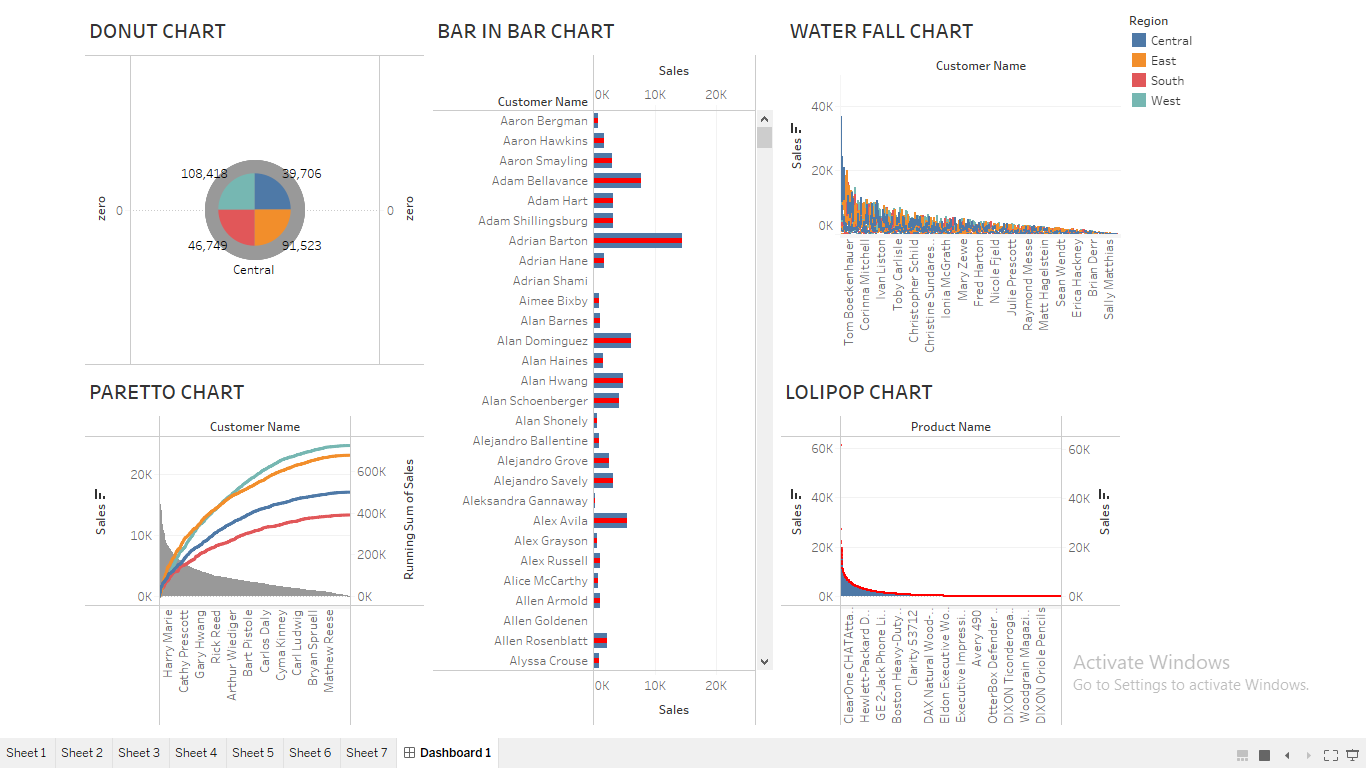 DONUT CHART
108,418
39,706
zero
0
0
zero
46,749
91,523
Central
BAR IN BAR CHART
Sales
Customer Name
0K
10K
20K
Aaron Bergman
Aaron Hawkins
Aaron Smayling
Adam Bellavance
Adam Hart
Adam Shillingsburg
Adrian Barton
Adrian Hane
Adrian Shami
Aimee Bixby
Alan Barnes
Alan Dominguez
Alan Haines
Alan Hwang
Alan Schoenberger
Alan Shonely
Alejandro Ballentine
Alejandro Grove
Alejandro Savely
Aleksandra Gannaway
Alex Avila
Alex Grayson
Alex Russell
Alice McCarthy
Allen Armold
Allen Goldenen
Allen Rosenblatt
Alyssa Crouse
0K
10K
20K
Sales
WATER FALL CHART
Customer Name
40K
20K
0K
Sales
Tom Boeckenhauer
Corinna Mitchell
Ivan Liston
Toby Carlisle
Christopher Schild
Christine Sundares..
Ionia McGrath
Mary Zewe
Fred Harton
Nicole Fjeld
Julie Prescott
Raymond Messe
Matt Hagelstein
Sean Wendt
Erica Hackney
Brian Derr
Sally Matthias
Region
Central
East
South
West
PARETTO CHART
Customer Name
20K
10K
0K
Sales
600K
400K
200K
0K
Running Sum of Sales
Harry Marie
Cathy Prescott
Gary Hwang
Rick Reed
Arthur Wiediger
Bart Pistole
Carlos Daly
Cyma Kinney
Carl Ludwig
Bryan Spruell
Mathew Reese
LOLIPOP CHART
Product Name
60K
40K
20K
0K
Sales
60K
40K
20K
0K
Sales
ClearOne CHATAtta..
Hewlett-Packard D..
GE 2-Jack Phone Li..
Boston Heavy-Duty..
Clarity 53712
DAX Natural Wood-..
Eldon Executive Wo..
Executive Impressi..
Avery 490
OtterBox Defender ..
DIXON Ticonderoga..
Woodgrain Magazi..
DIXON Oriole Pencils
Activate Windows
Go to Settings to activate Windows.
Sheet 1
Sheet 2
Sheet 3
Sheet 4
Sheet 5
Sheet 6
Sheet 7
Dashboard 1